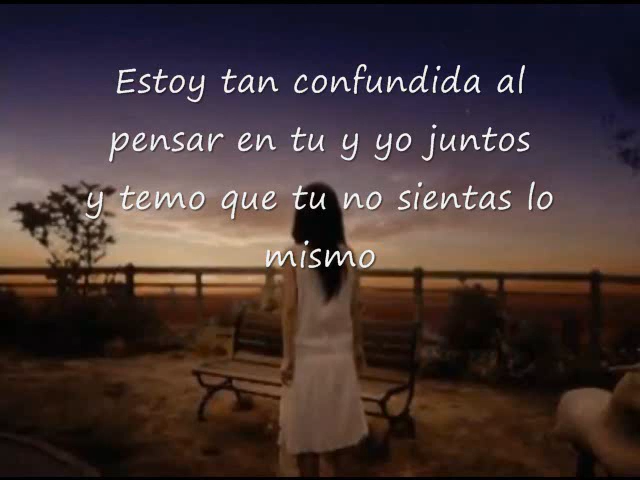 Estoy tan confundida al
pensar en tu y yo juntos
y temo que tu no sientas lo
mismo